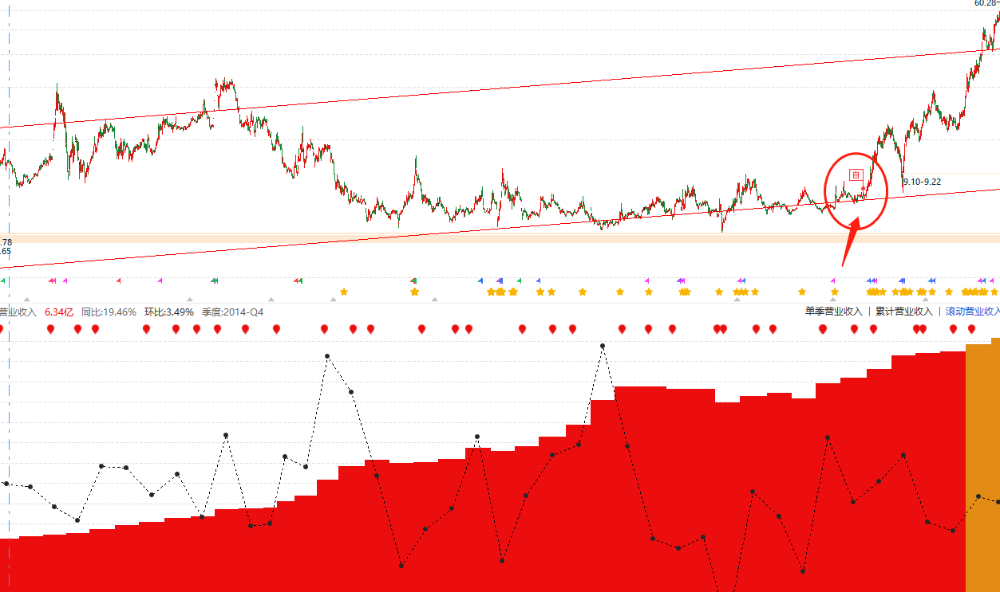 60.28
自
9.10-9.22
.78
.65
营业收入 6.34亿 同比:19.46% 环比:3.49% 季度:2014-Q4
单季营业收入 | 累计营业收入 | 滚动营业收入